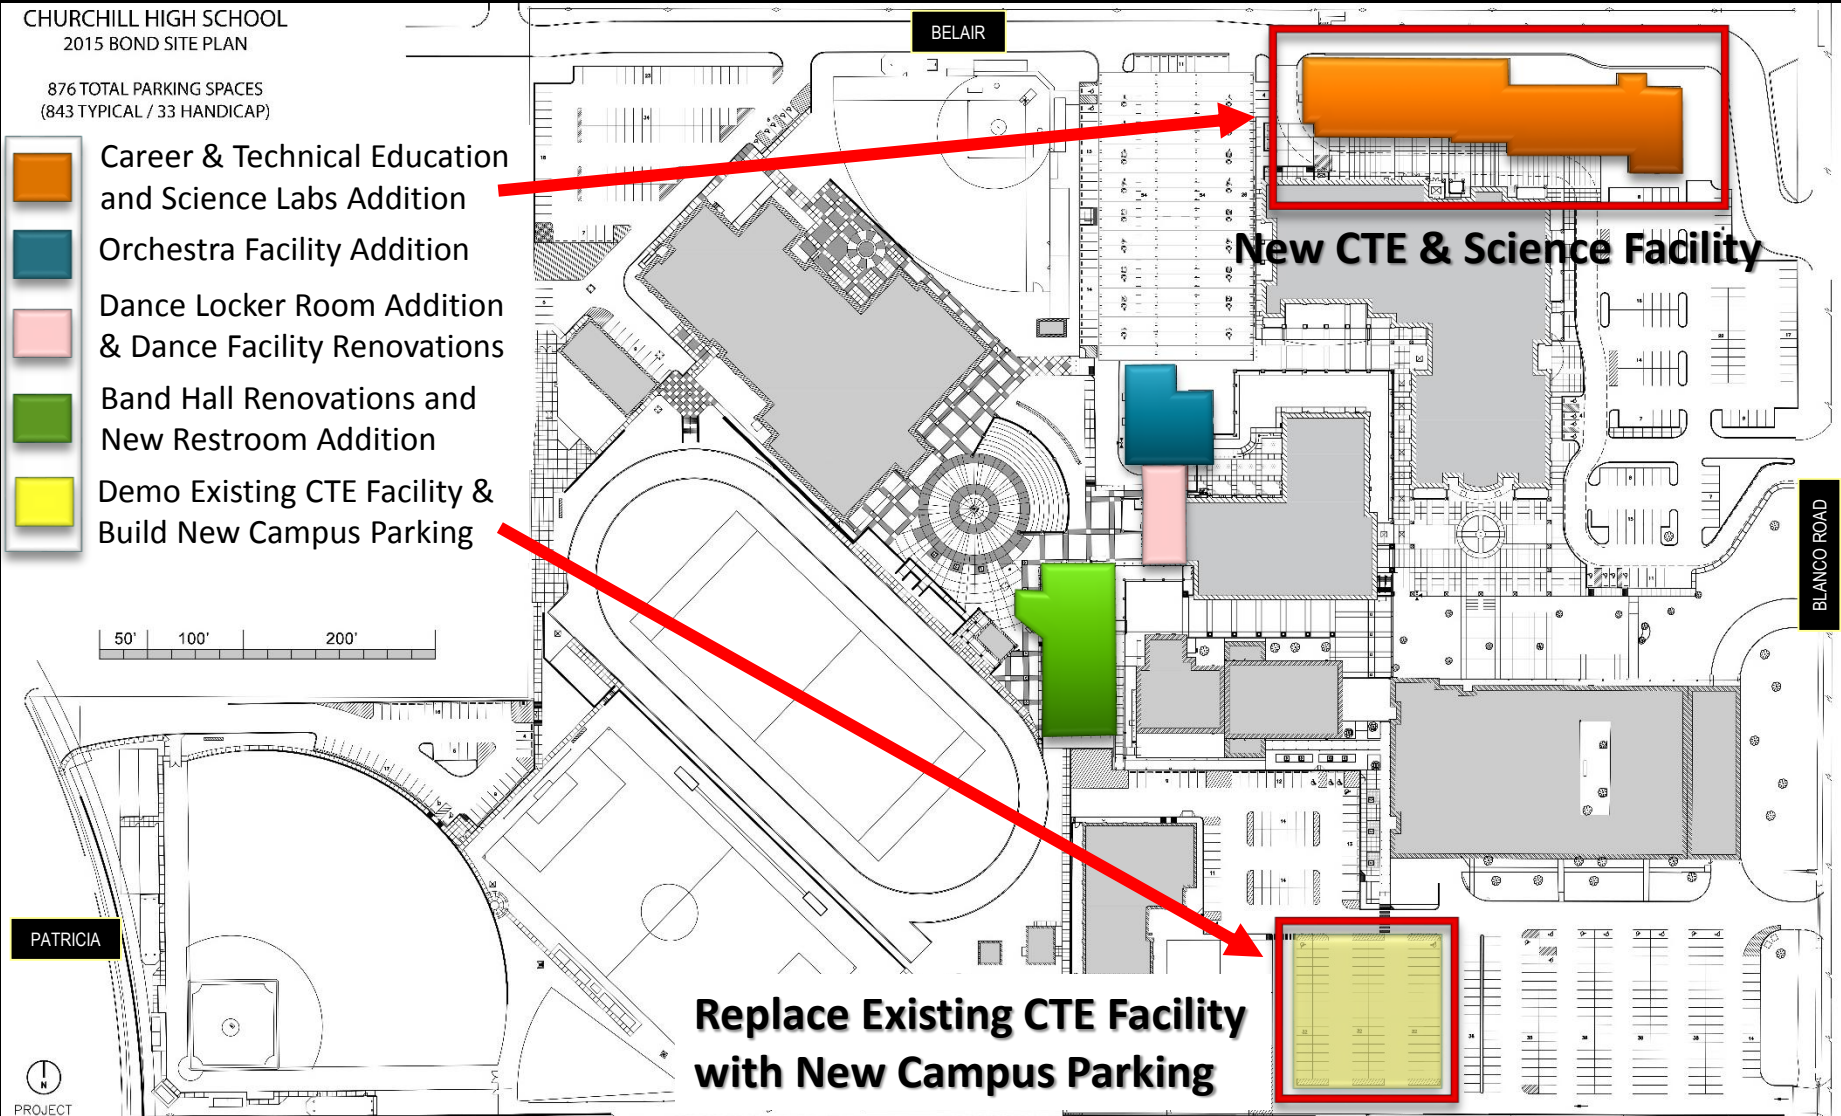 CHURCHILL HIGH SCHOOL
2015 BOND SITE PLAN
876 TOTAL PARKING SPACES
(843 TYPICAL / 33 HANDICAP)
BELAIR
Career & Technical Education
and Science Labs Addition
Orchestra Facility Addition
Dance Locker Room Addition
& Dance Facility Renovations
Band Hall Renovations and
New Restroom Addition
Demo Existing CTE Facility &
Build New Campus Parking
New CTE & Science Facility
BLANCO ROAD
50' 100' 200'
PATRICIA
Replace Existing CTE Facility
with New Campus Parking
N
PROJECT